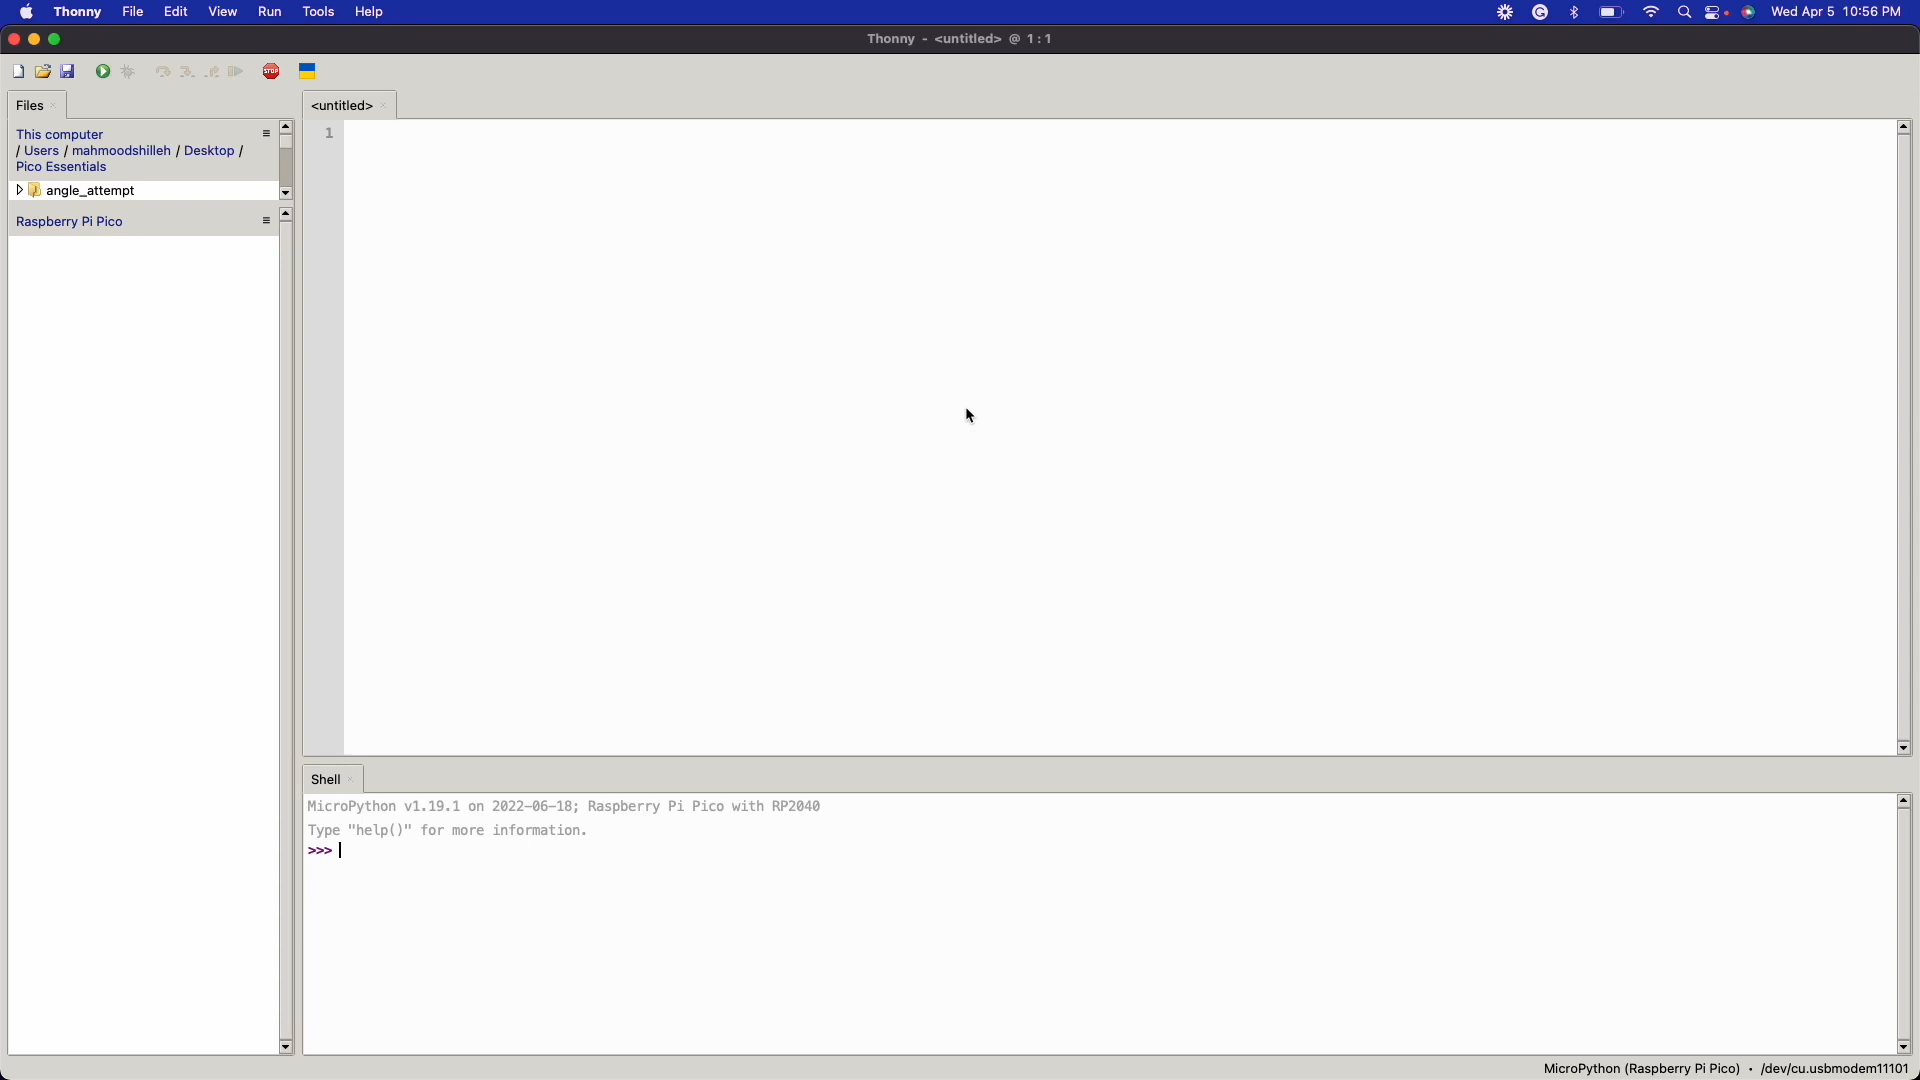 Thonny File Edit View Run Tools Help
Wed Apr 5 10:56 PM
Thonny - <untitled> @ 1:1
STOP
Files
<untitled>
This computer
/ Users / mahmoodshilleh / Desktop /
Pico Essentials
angle_attempt
Raspberry Pi Pico
1
Shell
MicroPython v1.19.1 on 2022-06-18; Raspberry Pi Pico with RP2040
Type "help()" for more information.
>>>
MicroPython (Raspberry Pi Pico) • /dev/cu.usbmodem11101